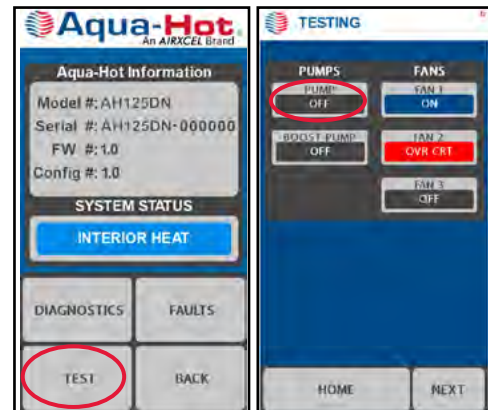 Aqua-Hot.
An AIRXCEL Brand
Aqua-Hot Information
Model #: AH125DN
Serial #: AH125DN-000000
FW #: 1.0
Config #: 1.0
SYSTEM STATUS
INTERIOR HEAT
DIAGNOSTICS
FAULTS
TEST
BACK
TESTING
PUMPS
FANS
PUMP
OFF
FAN 1
ON
BOOST PUMP
OFF
FAN 2
OVR CRT
FAN 3
OFF
HOME
NEXT